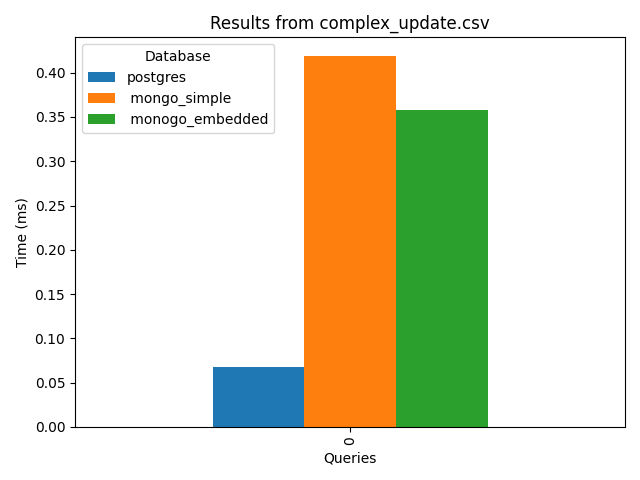 Results from complex_update.csv
Database
postgres
mongo_simple
monogo_embedded
Time (ms)
0.40
0.35
0.30
0.25
0.20
0.15
0.10
0.05
0.00
0
Queries